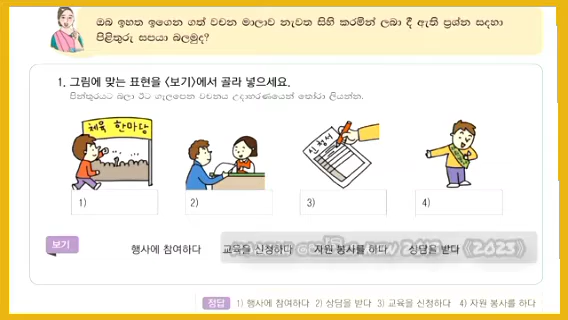 ඔබ ඉහත ඉගෙන ගත් වචන මාලාව නැවත සිහි කරමින් ලබා දී ඇති ප්‍රශ්න සඳහා
පිළිතුරු සපයා බලමුද?
1. 그림에 맞는 표현을 <보기>에서 골라 넣으세요.
පින්තූරයට බලා ඊට ගැලපෙන වචනය උදාහරණයෙන් තෝරා ලියන්න.
체육 한마당
신청서
1) 2) 3) 4)
보기 행사에 참여하다 교육을 신청하다 자원 봉사를 하다 상담을 받다
《2023》
정답 1) 행사에 참여하다 2) 상담을 받다 3) 교육을 신청하다 4) 자원 봉사를 하다